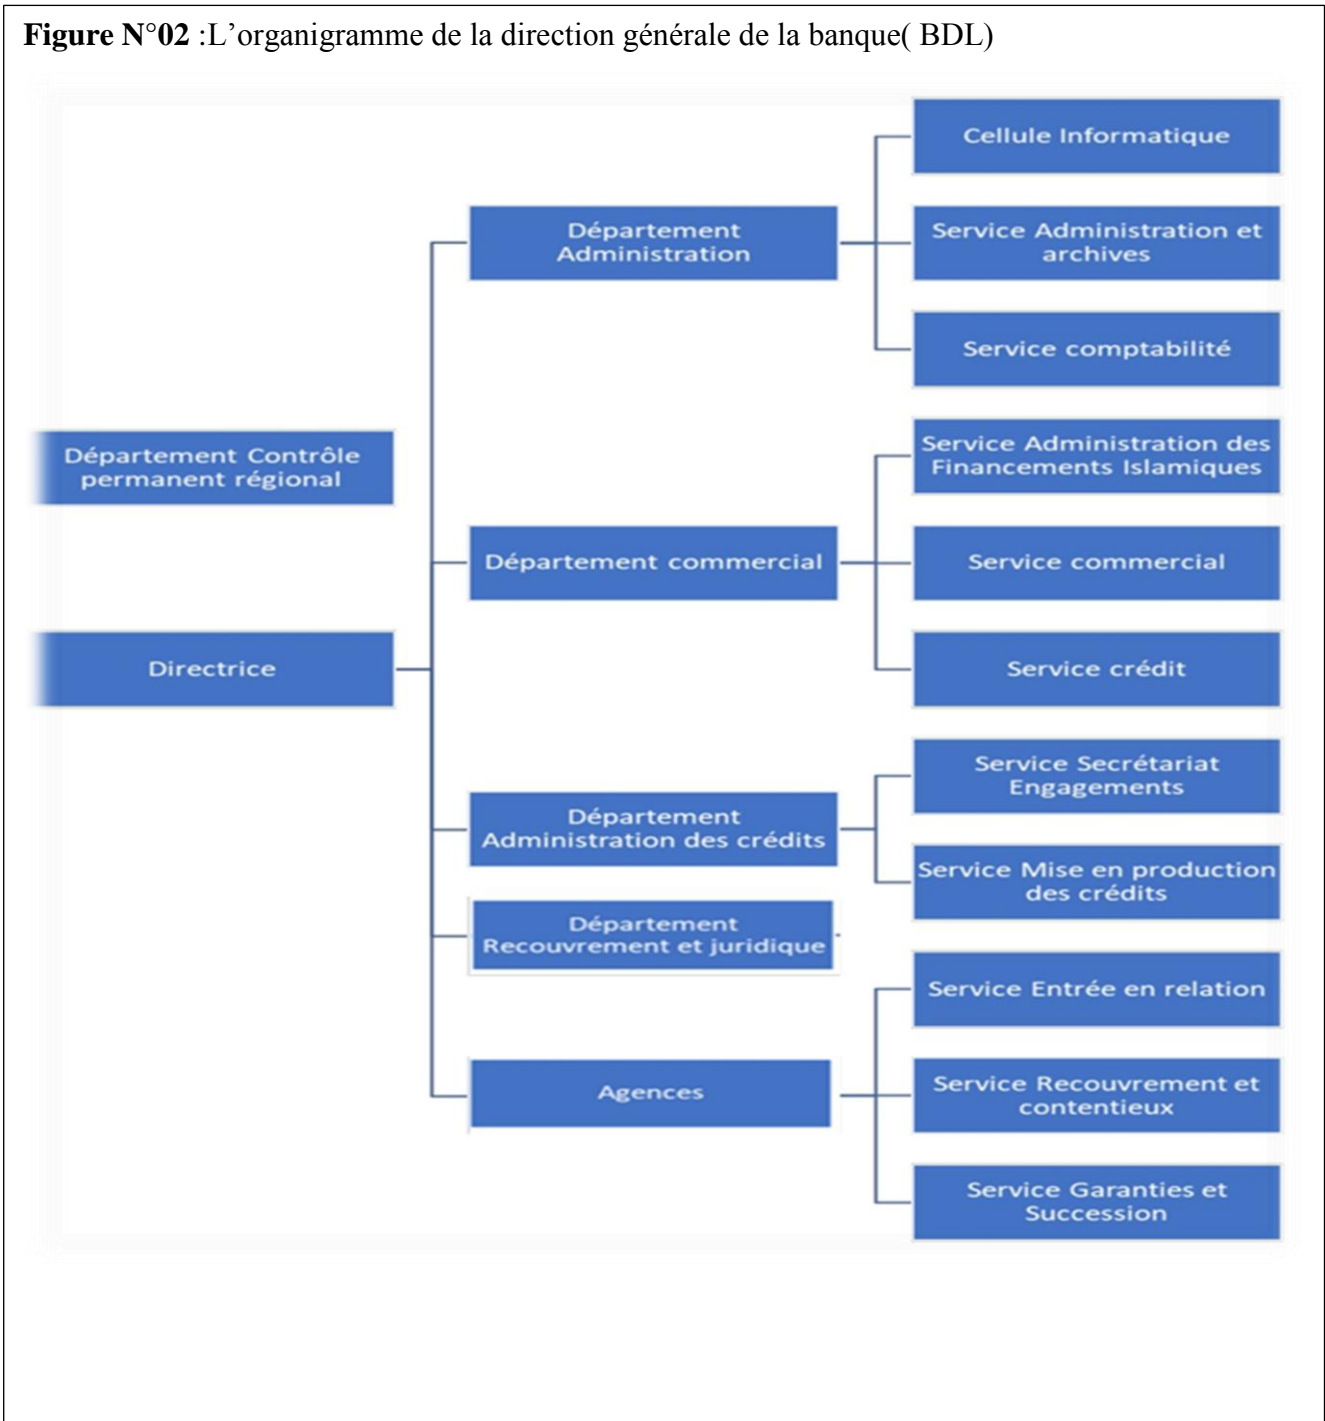 Figure N°02 :L’organigramme de la direction générale de la banque( BDL)
Cellule Informatique
Département
Administration
Service Administration et
archives
Service comptabilité
Département Contrôle
permanent régional
Service Administration des
Financements Islamiques
Département commercial
Service commercial
Directrice
Service crédit
Service Secrétariat
Engagements
Département
Administration des crédits
Service Mise en production
des crédits
Département
Recouvrement et juridique
Service Entrée en relation
Agences
Service Recouvrement et
contentieux
Service Garanties et
Succession